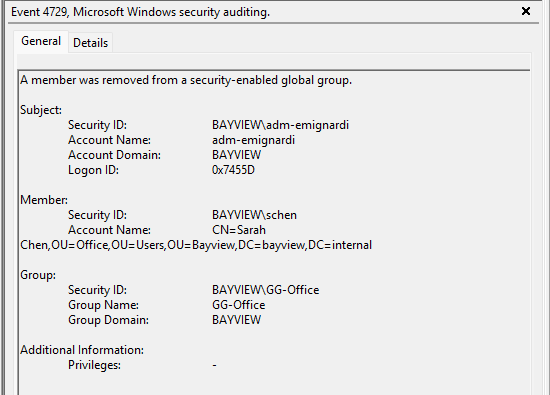 Event 4729, Microsoft Windows security auditing.
General
Details
A member was removed from a security-enabled global group.
Subject:
Security ID: BAYVIEW\adm-emignardi
Account Name: adm-emignardi
Account Domain: BAYVIEW
Logon ID: 0x7455D
Member:
Security ID: BAYVIEW\schen
Account Name: CN=Sarah
Chen,OU=Office,OU=Users,OU=Bayview,DC=bayview,DC=internal
Group:
Security ID: BAYVIEW\GG-Office
Group Name: GG-Office
Group Domain: BAYVIEW
Additional Information:
Privileges: -